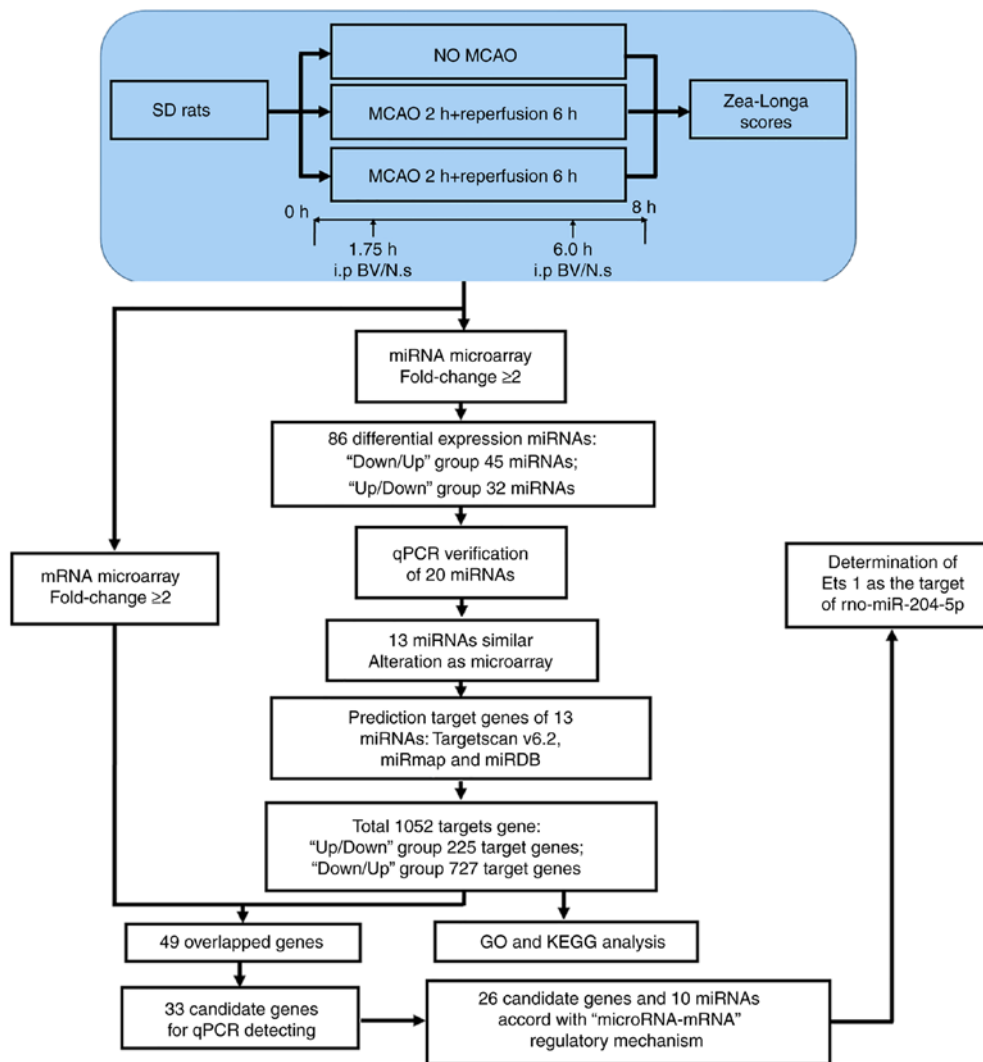 NO MCAO
SD rats
MCAO 2 h+reperfusion 6 h
Zea-Longa
scores
MCAO 2 h+reperfusion 6 h
0 h
8 h
1.75 h
i.p BV/N.s
6.0 h
i.p BV/N.s
miRNA microarray
Fold-change ≥2
86 differential expression miRNAs:
“Down/Up” group 45 miRNAs;
“Up/Down” group 32 miRNAs
qPCR verification
of 20 miRNAs
mRNA microarray
Fold-change ≥2
Determination of
Ets 1 as the target
of rno-miR-204-5p
13 miRNAs similar
Alteration as microarray
Prediction target genes of 13
miRNAs: Targetscan v6.2,
miRmap and miRDB
Total 1052 targets gene:
“Up/Down” group 225 target genes;
“Down/Up” group 727 target genes
49 overlapped genes
GO and KEGG analysis
33 candidate genes
for qPCR detecting
26 candidate genes and 10 miRNAs
accord with “microRNA-mRNA”
regulatory mechanism